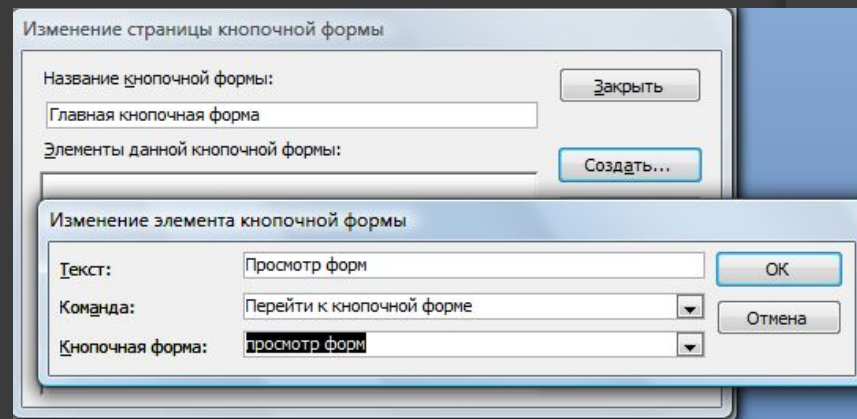 Изменение страницы кнопочной формы
Название кнопочной формы:
Закрыть
Главная кнопочная форма
Элементы данной кнопочной формы:
Создать...
Изменение элемента кнопочной формы
Текст:
Просмотр форм
ОК
Команда:
Перейти к кнопочной форме
Отмена
Кнопочная форма:
просмотр форм